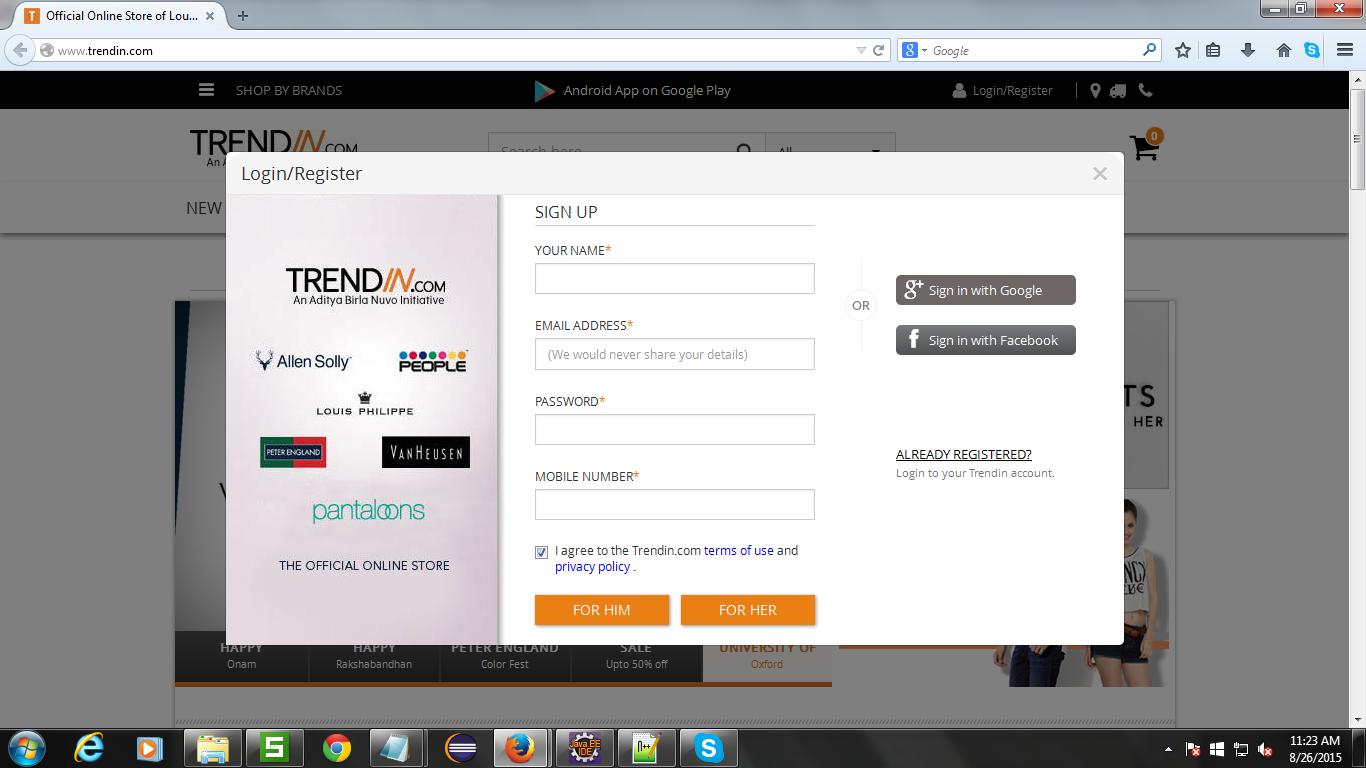 Official Online Store of Lou...
www.trendin.com
Google
SHOP BY BRANDS
Android App on Google Play
Login/Register
TRENDIN.COM
An A
Search here
All
0
NEW
Login/Register
TRENDIN.COM
An Aditya Birla Nuvo Initiative
Allen Solly
PEOPLE
LOUIS PHILIPPE
PETER ENGLAND
VANHEUSEN
pantaloons
THE OFFICIAL ONLINE STORE
SIGN UP
YOUR NAME*
EMAIL ADDRESS*
(We would never share your details)
PASSWORD*
MOBILE NUMBER*
I agree to the Trendin.com terms of use and
privacy policy .
FOR HIM
FOR HER
OR
g+ Sign in with Google
f Sign in with Facebook
ALREADY REGISTERED?
Login to your Trendin account.
TS
HER
HAPPY
Onam
HAPPY
Rakshabandhan
PETER ENGLAND
Color Fest
SALE
Upto 50% off
UNIVERSITY OF
Oxford
Java EE
IDE
11:23 AM
8/26/2015